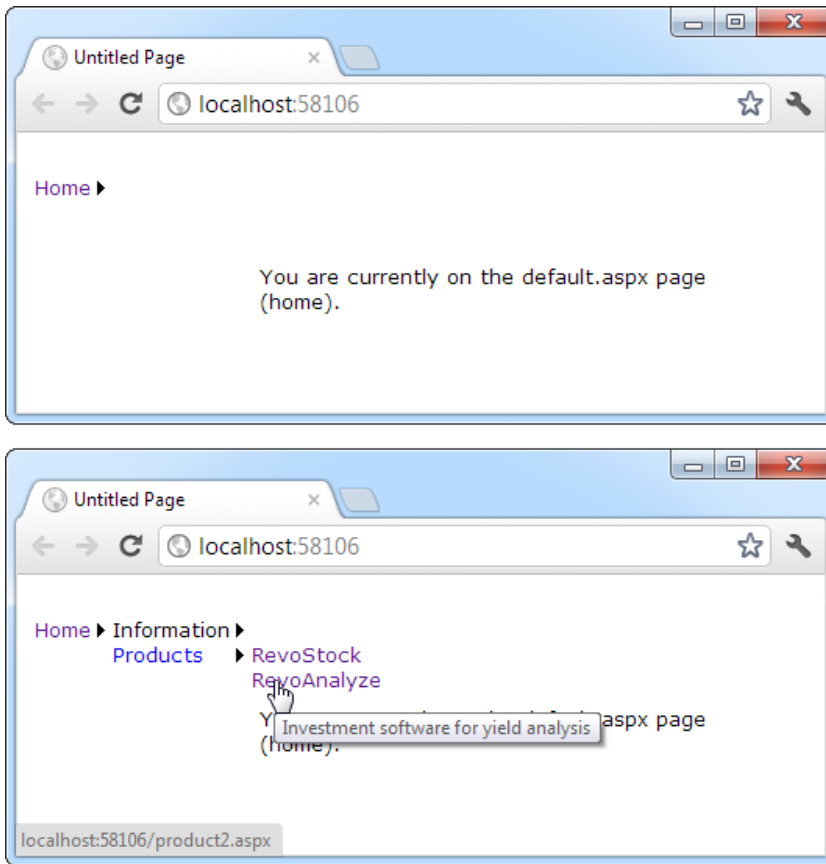 Untitled Page
localhost:58106
Home
You are currently on the default.aspx page
(home).
Untitled Page
localhost:58106
Home Information
Products RevoStock
RevoAnalyze
Y aspx page
Investment software for yield analysis
(home).
localhost:58106/product2.aspx